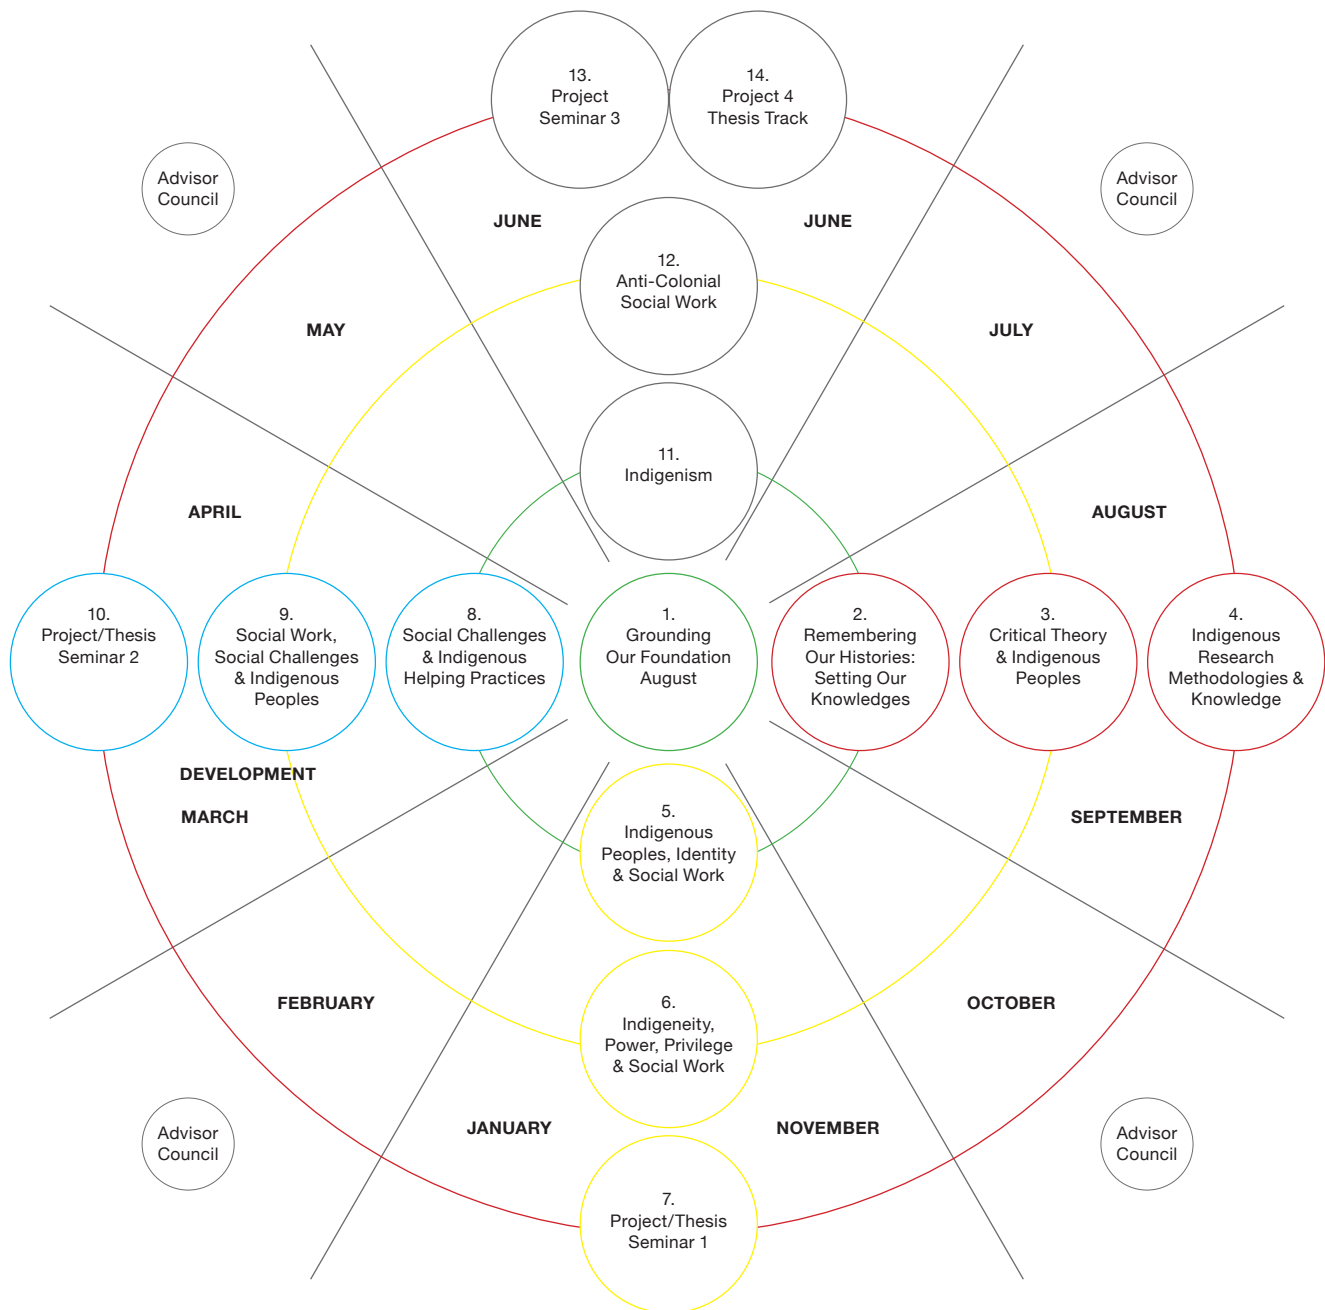 13.
Project
Seminar 3
14.
Project 4
Thesis Track
Advisor
Council
Advisor
Council
JUNE
JUNE
12.
Anti-Colonial
Social Work
MAY
JULY
11.
Indigenism
APRIL
AUGUST
10.
Project/Thesis
Seminar 2
9.
Social Work,
Social Challenges
& Indigenous
Peoples
8.
Social Challenges
& Indigenous
Helping Practices
1.
Grounding
Our Foundation
August
2.
Remembering
Our Histories:
Setting Our
Knowledges
3.
Critical Theory
& Indigenous
Peoples
4.
Indigenous
Research
Methodologies &
Knowledge
DEVELOPMENT
MARCH
SEPTEMBER
5.
Indigenous
Peoples, Identity
& Social Work
FEBRUARY
OCTOBER
6.
Indigeneity,
Power, Privilege
& Social Work
JANUARY
NOVEMBER
Advisor
Council
Advisor
Council
7.
Project/Thesis
Seminar 1